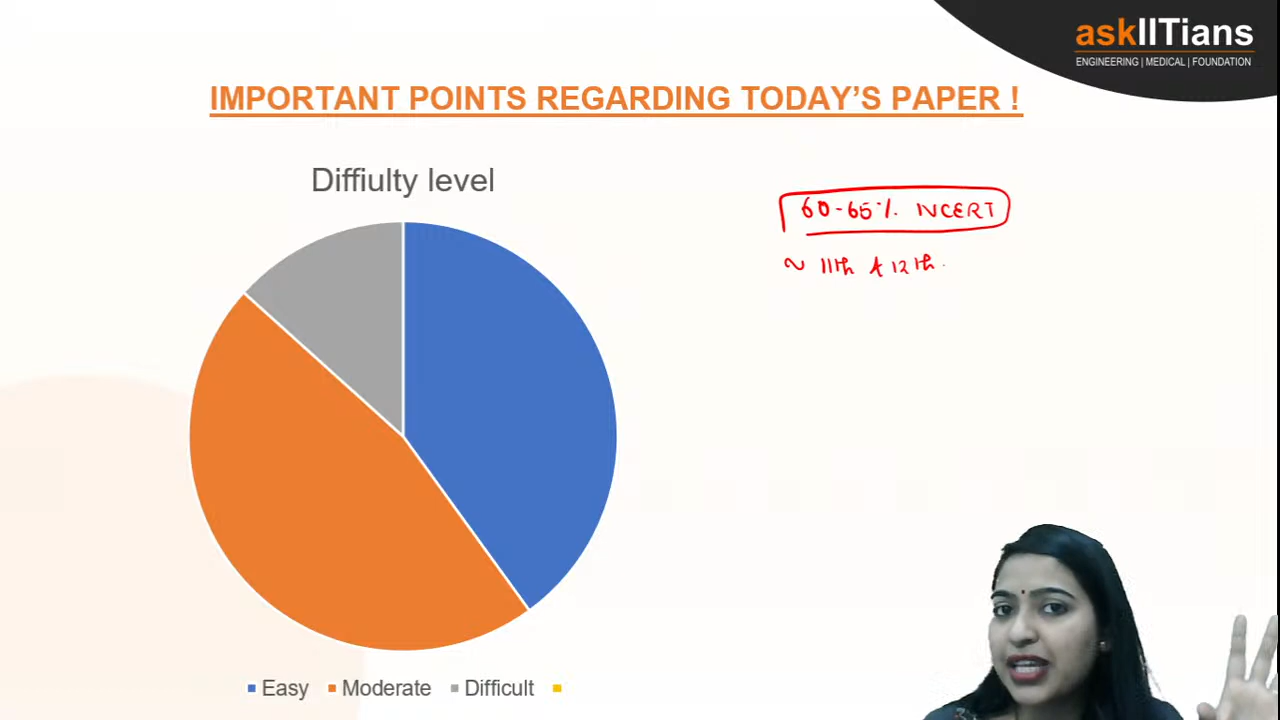 askIITians
ENGINEERING | MEDICAL | FOUNDATION
IMPORTANT POINTS REGARDING TODAY'S PAPER !
Diffiulty level
60-65% NCERT
~ 11th & 12th
Easy Moderate Difficult